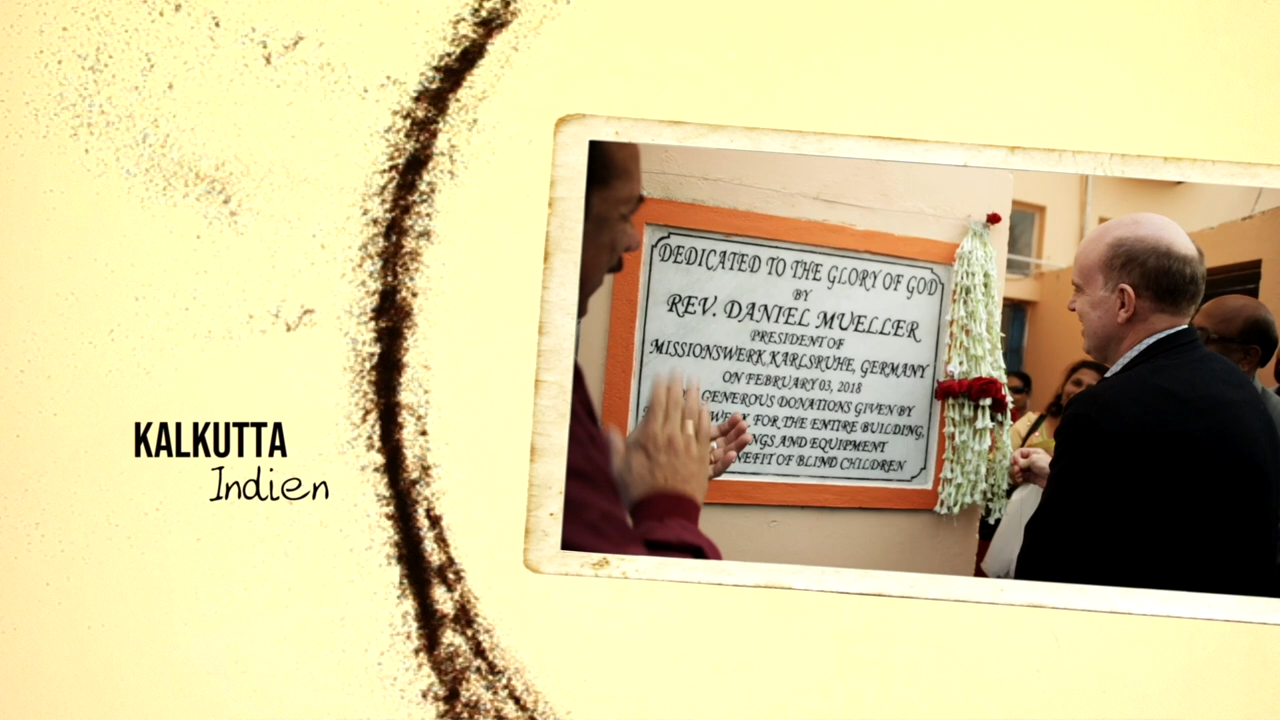 KALKUTTA
Indien
DEDICATED TO THE GLORY OF GOD
BY
REV. DANIEL MUELLER
PRESIDENT OF
MISSIONSWERK, KARLSRUHE, GERMANY
ON FEBRUARY 03, 2018
GENEROUS DONATIONS GIVEN BY
FOR THE ENTIRE BUILDING,
AND EQUIPMENT
OF BLIND CHILDREN